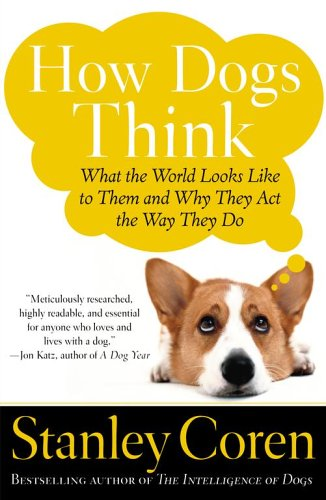 How Dogs
Think
What the World Looks Like
to Them and Why They Act
the Way They Do
"Meticulously researched,
highly readable, and essential
for anyone who loves and
lives with a dog."
—Jon Katz, author of A Dog Year
Stanley Coren
Bestselling author of The Intelligence of Dogs